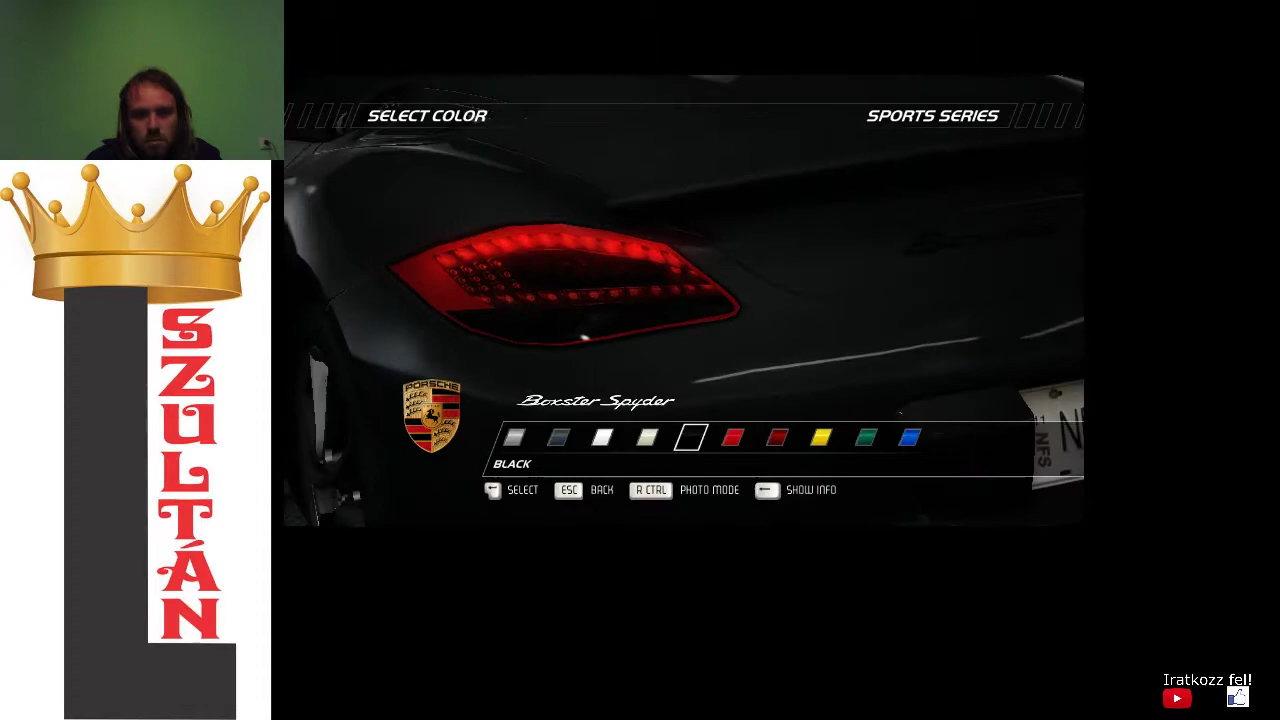 SELECT COLOR
SPORTS SERIES
SZULTÁN
L
PORSCHE
Boxster Spyder
BLACK
SELECT
ESC BACK
R CTRL PHOTO MODE
SHOW INFO
NFS
Iratkozz fel!